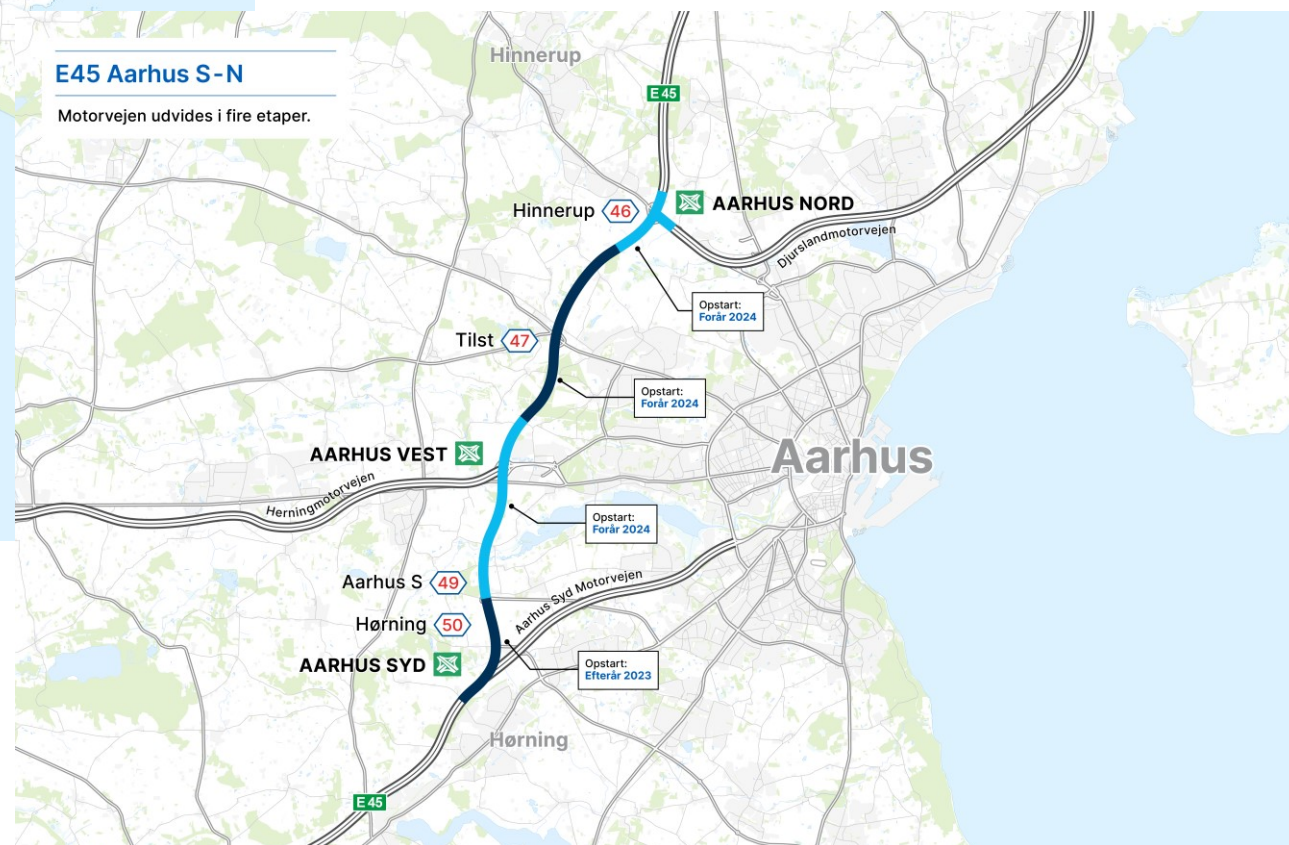 E45 Aarhus S-N
Motorvejen udvides i fire etaper.
Hinnerup
E 45
AARHUS NORD
Hinnerup 46
Djurslandmotorvejen
Opstart:
Forår 2024
Tilst 47
Opstart:
Forår 2024
AARHUS VEST
Aarhus
Herningmotorvejen
Opstart:
Forår 2024
Aarhus S 49
Aarhus Syd Motorvejen
Hørning 50
AARHUS SYD
Opstart:
Efterår 2023
Hørning
E 45